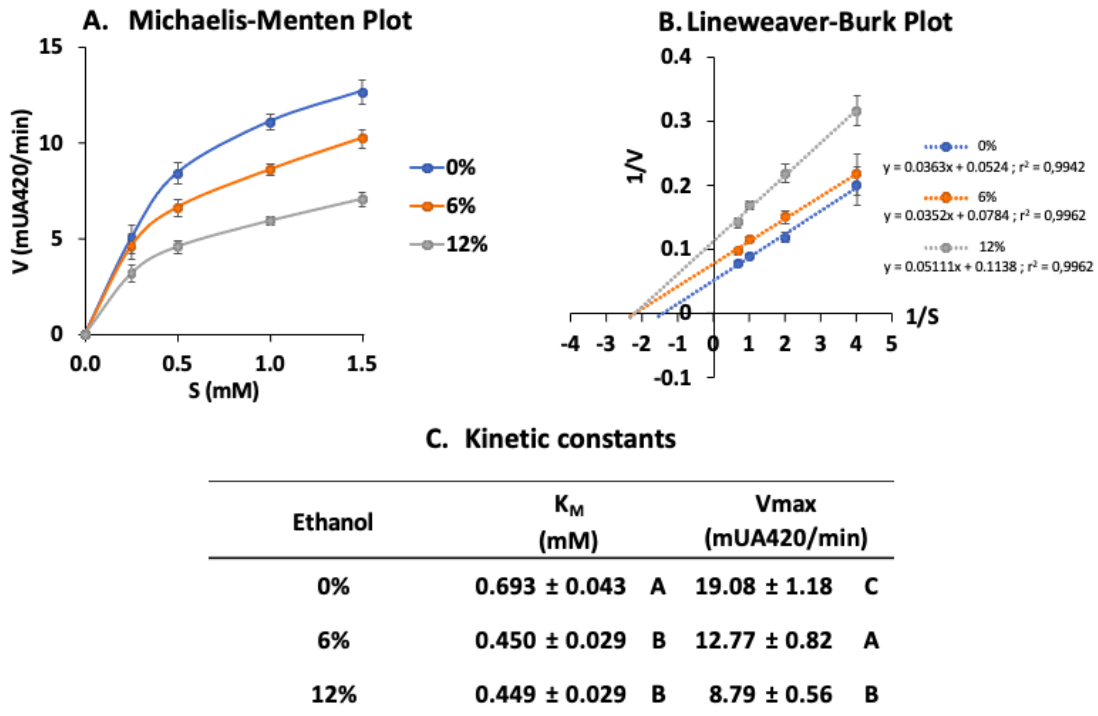 A. Michaelis-Menten Plot
15
10
5
0
V (mUA420/min)
0.0 0.5 1.0 1.5
S (mM)
0%
6%
12%
B. Lineweaver-Burk Plot
0.4
0.3
0.2
0.1
0
-0.1
1/V
-4 -3 -2 -1 0 1 2 3 4 5
1/S
0%
y = 0.0363x + 0.0524 ; r² = 0,9942
6%
y = 0.0352x + 0.0784 ; r² = 0,9962
12%
y = 0.05111x + 0.1138 ; r² = 0,9962
C. Kinetic constants
Ethanol KM (mM) Vmax (mUA420/min)
0% 0.693 ± 0.043 A 19.08 ± 1.18 C
6% 0.450 ± 0.029 B 12.77 ± 0.82 A
12% 0.449 ± 0.029 B 8.79 ± 0.56 B